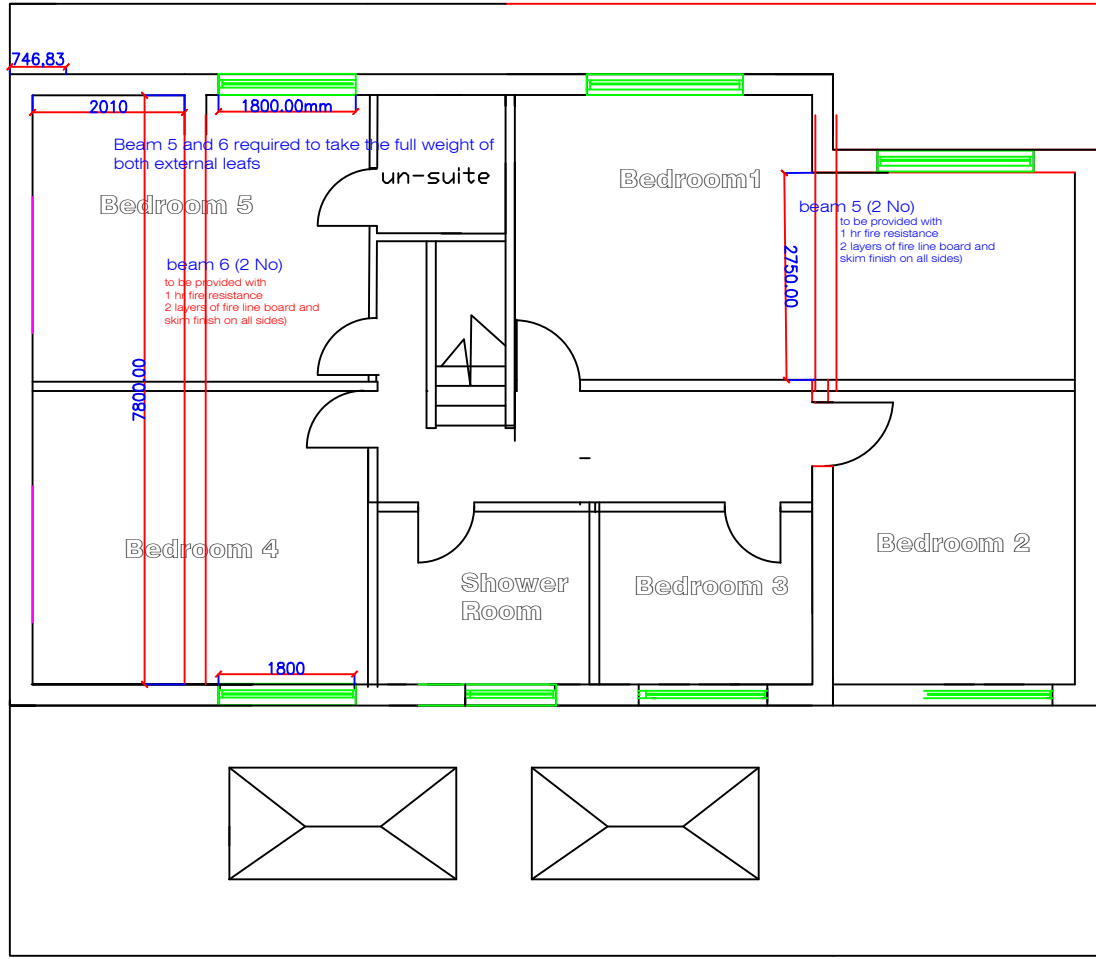 746,83
2010
1800.00mm
Beam 5 and 6 required to take the full weight of
both external leafs
un-suite
Bedroom 5
Bedroom1
beam 5 (2 No)
to be provided with
1 hr fire resistance
2 layers of fire line board and
skim finish on all sides)
2750.00
beam 6 (2 No)
to be provided with
1 hr fire resistance
2 layers of fire line board and
skim finish on all sides)
7800.00
Bedroom 4
Shower
Room
Bedroom 3
Bedroom 2
1800